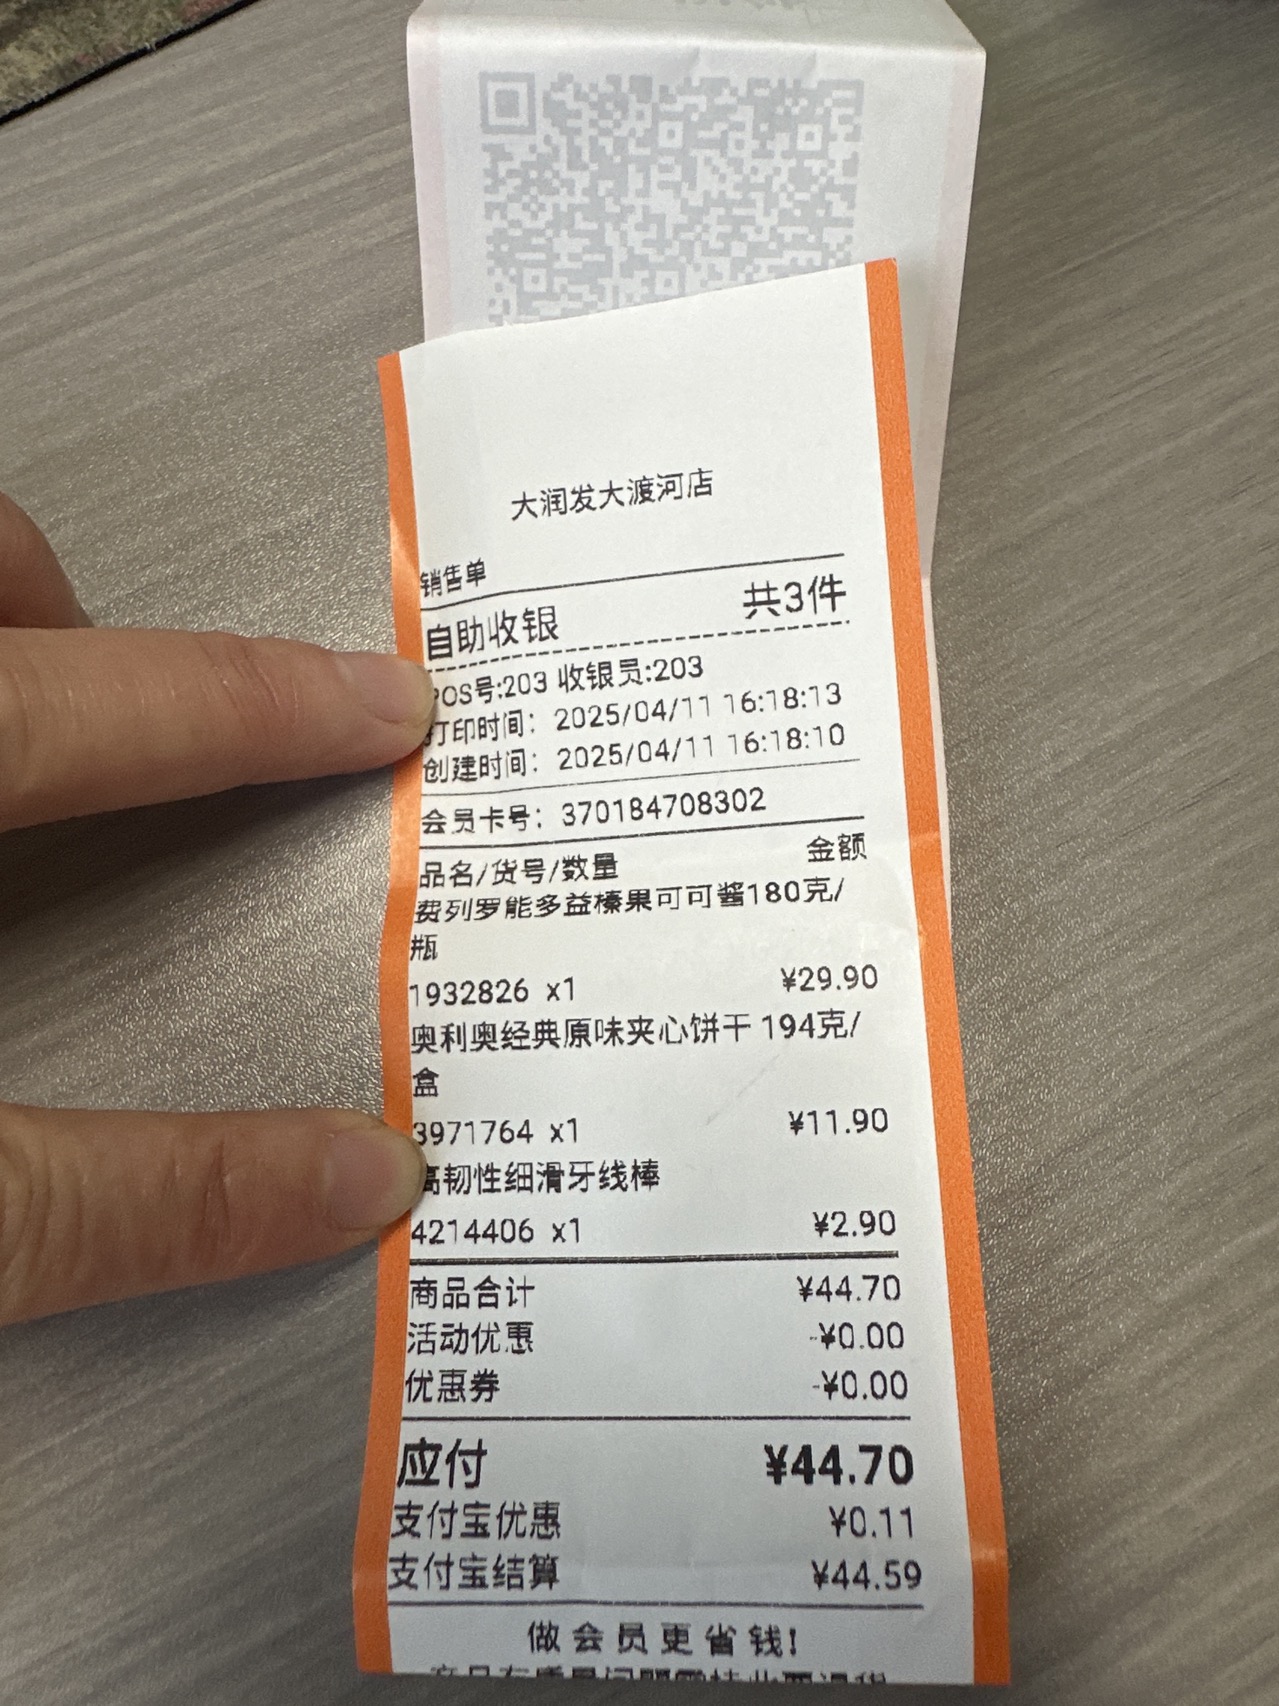 大润发大渡河店
销售单
自助收银 共3件
POS号:203 收银员:203
打印时间: 2025/04/11 16:18:13
创建时间: 2025/04/11 16:18:10
会员卡号: 370184708302
品名/货号/数量 金额
费列罗能多益榛果可可酱180克/
瓶
1932826 x1 ¥29.90
奥利奥经典原味夹心饼干 194克/
盒
3971764 x1 ¥11.90
高韧性细滑牙线棒
4214406 x1 ¥2.90
商品合计 ¥44.70
活动优惠 -¥0.00
优惠券 -¥0.00
应付 ¥44.70
支付宝优惠 ¥0.11
支付宝结算 ¥44.59
做会员更省钱!